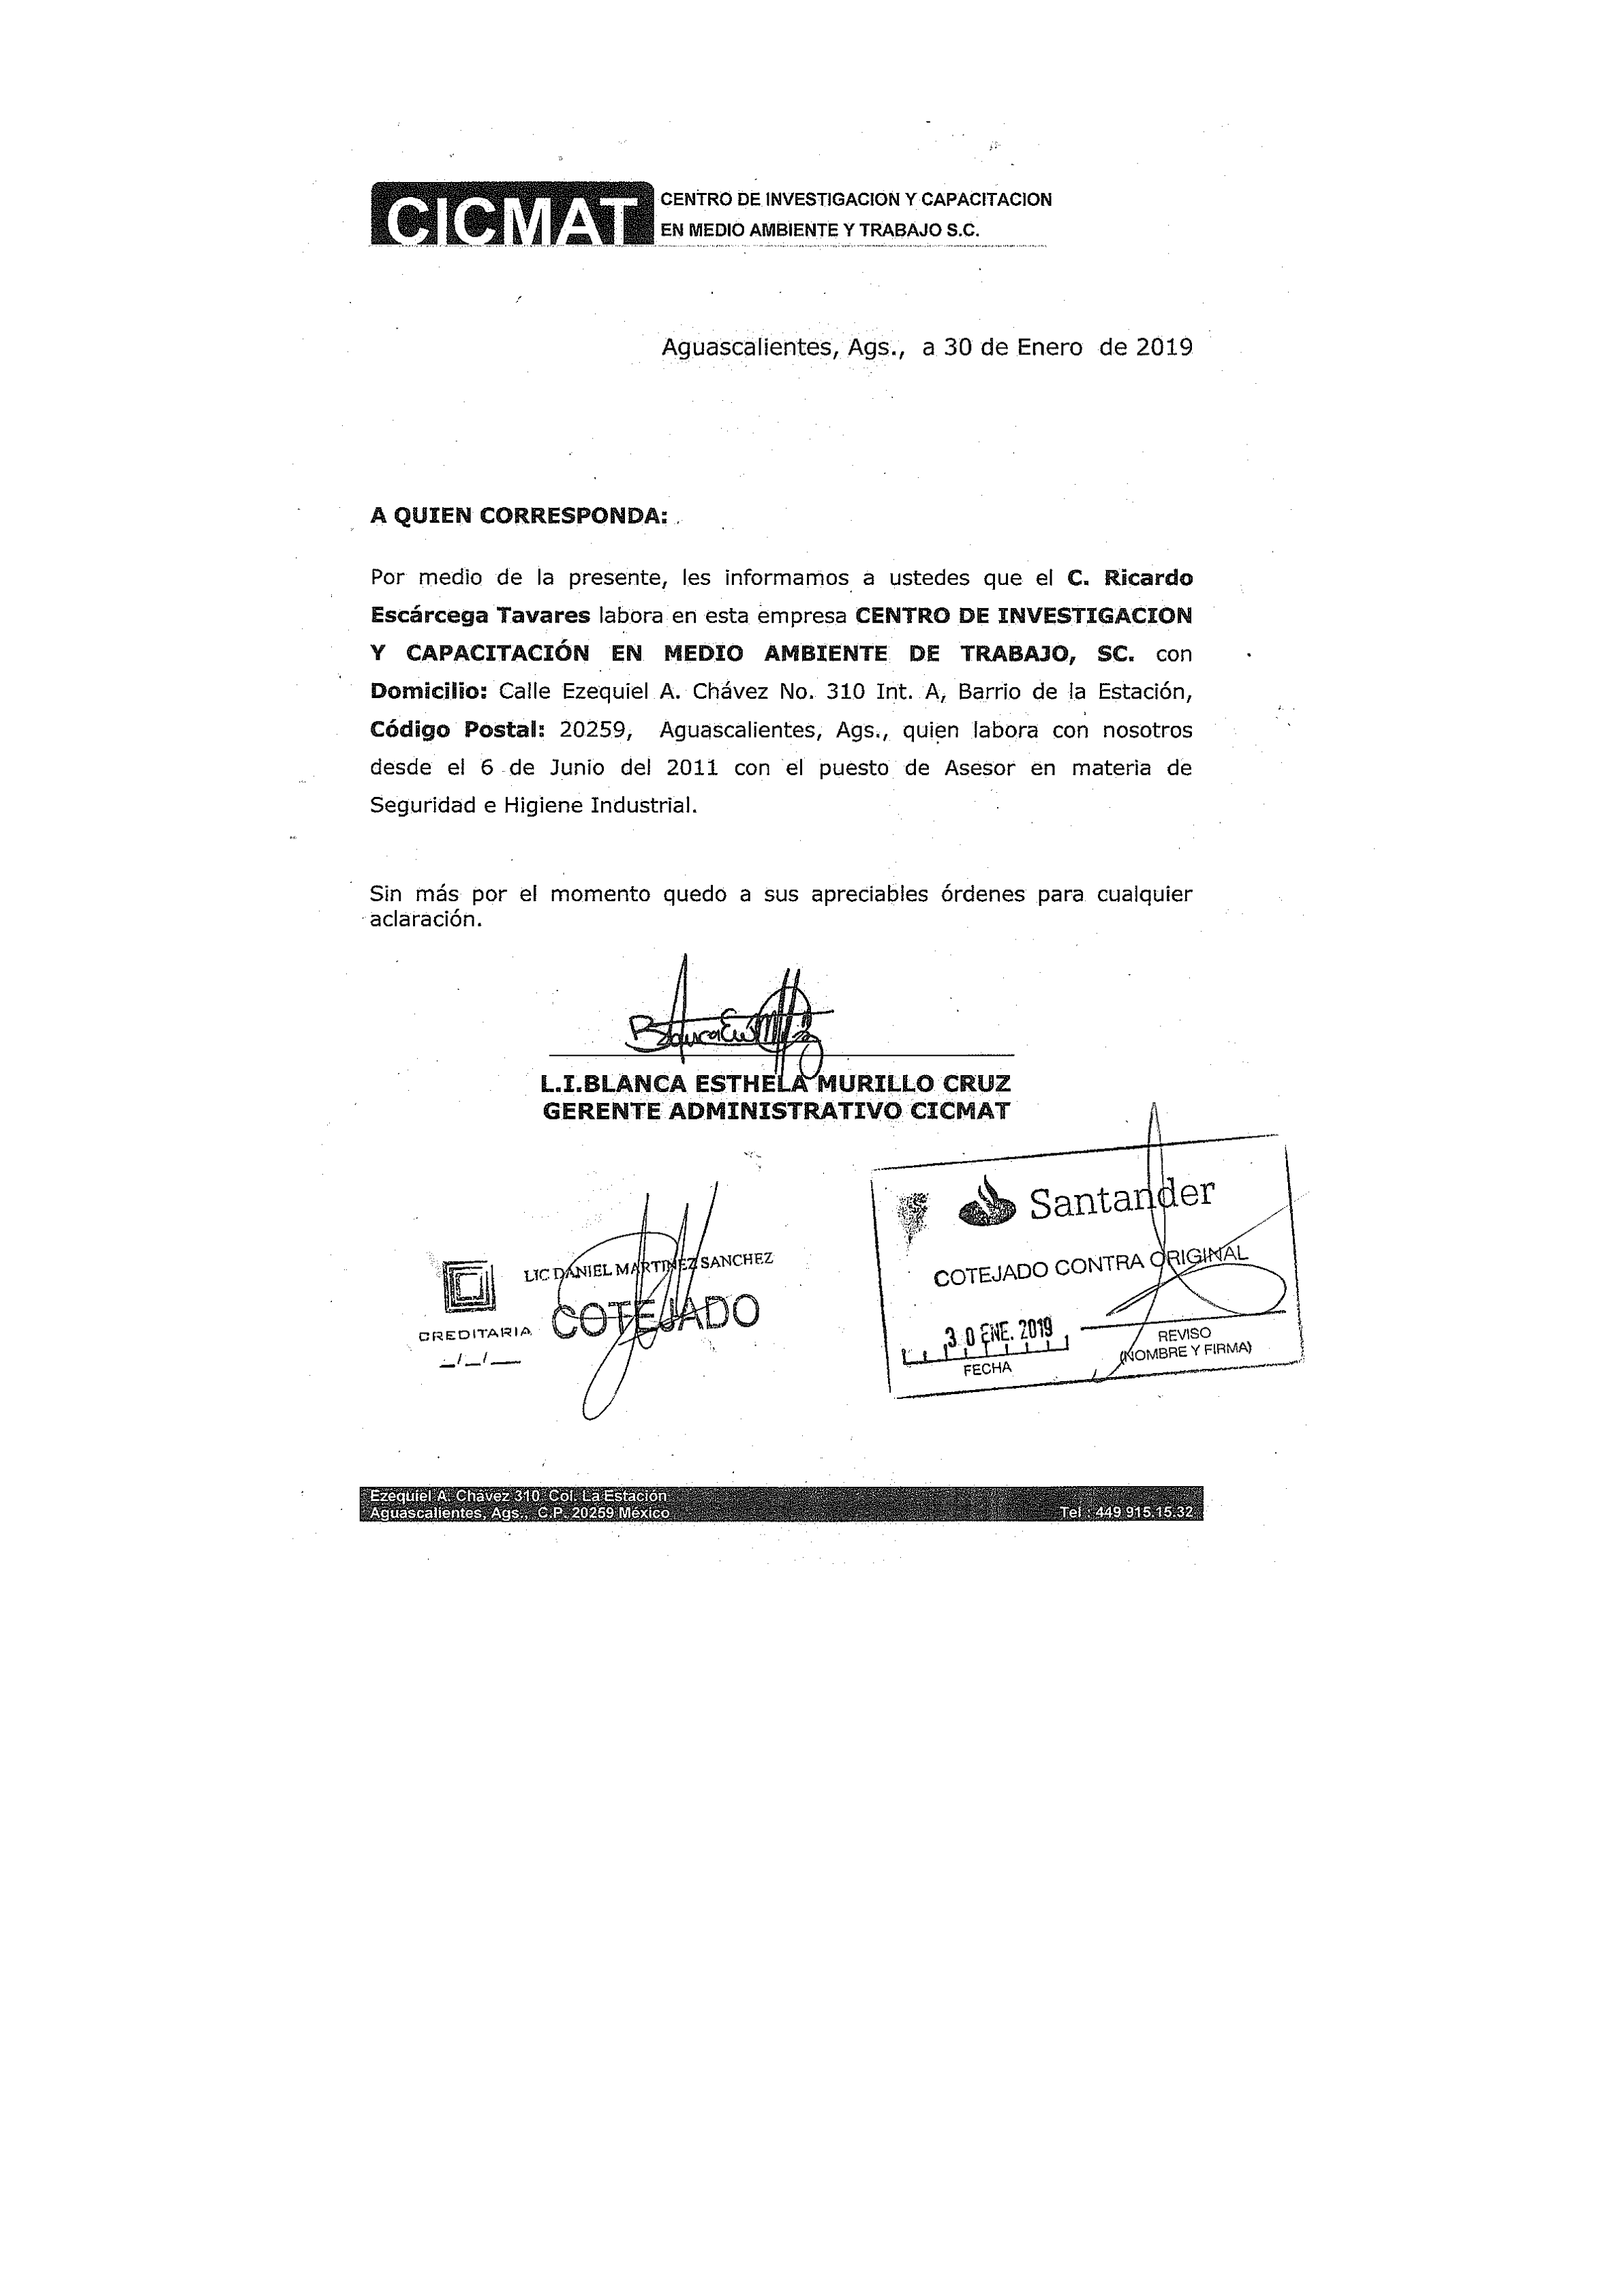 CICMAT
CENTRO DE INVESTIGACION Y CAPACITACION
EN MEDIO AMBIENTE Y TRABAJO S.C.
Aguascalientes, Ags., a 30 de Enero de 2019
A QUIEN CORRESPONDA:
Por medio de la presente, les informamos a ustedes que el C. Ricardo
Escárcega Tavares labora en esta empresa CENTRO DE INVESTIGACION
Y CAPACITACIÓN EN MEDIO AMBIENTE DE TRABAJO, SC. con
Domicilio: Calle Ezequiel A. Chávez No. 310 Int. A, Barrio de la Estación,
Código Postal: 20259, Aguascalientes, Ags., quien labora con nosotros
desde el 6 de Junio del 2011 con el puesto de Asesor en materia de
Seguridad e Higiene Industrial.
Sin más por el momento quedo a sus apreciables órdenes para cualquier
aclaración.
L.I.BLANCA ESTHELA MURILLO CRUZ
GERENTE ADMINISTRATIVO CICMAT
LIC DANIEL MARTINEZ SANCHEZ
COTEJADO
CREDITARIA
_/_/__
Santander
COTEJADO CONTRA ORIGINAL
30 ENE. 2019
FECHA
REVISO
(NOMBRE Y FIRMA)
Ezequiel A. Chávez 310 Col. La Estación
Aguascalientes, Ags., C.P. 20259 México
Tel : 449 915.15.32